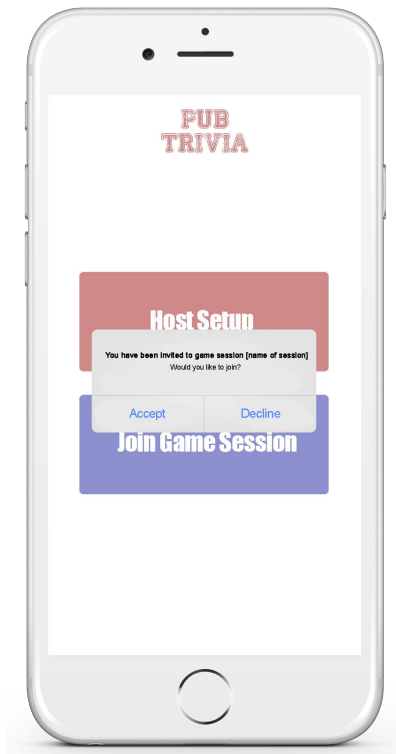 PUB
TRIVIA
Host Setup
You have been invited to game session [name of session]
Would you like to join?
Accept
Decline
Join Game Session